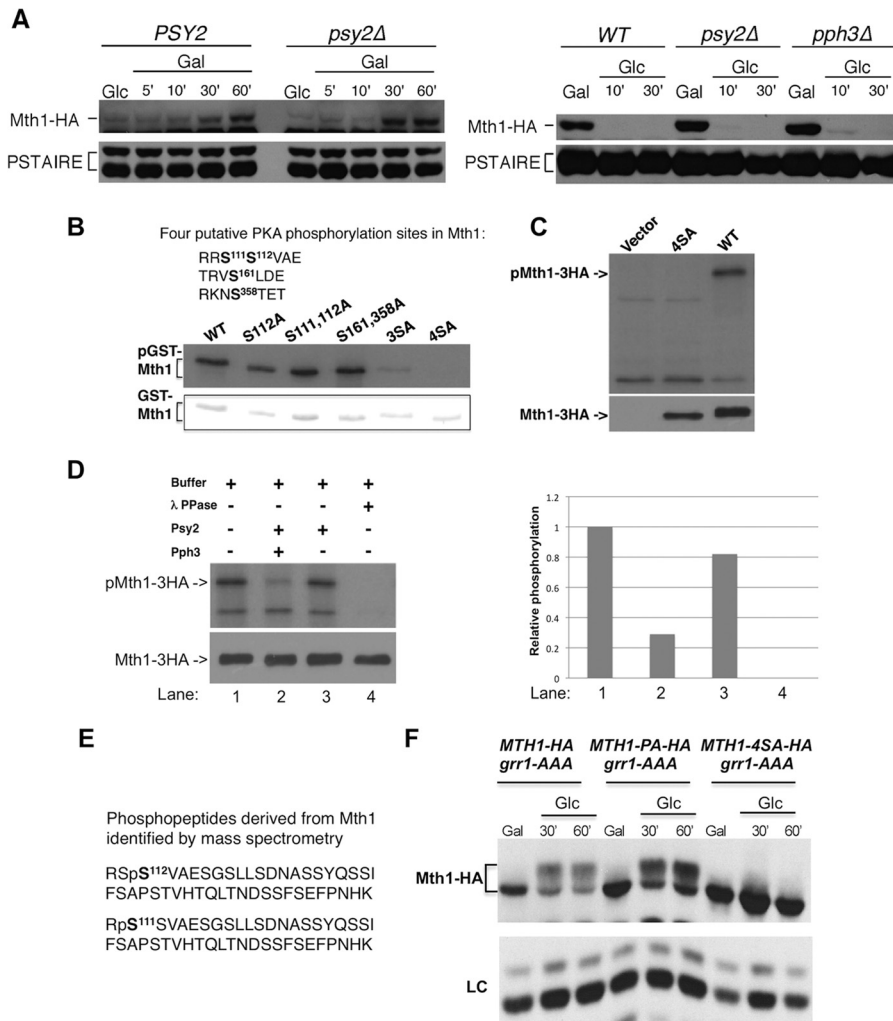 A
PSY2 psy2Δ
Gal Gal
Glc 5' 10' 30' 60' Glc 5' 10' 30' 60'
Mth1-HA
PSTAIRE
WT psy2Δ pph3Δ
Glc Glc Glc
Gal 10' 30' Gal 10' 30' Gal 10' 30'
Mth1-HA
PSTAIRE
B
Four putative PKA phosphorylation sites in Mth1:
RRS¹¹¹S¹¹²VAE
TRVS¹⁶¹LDE
RKNS³⁵⁸TET
WT S112A S111,112A S161,358A 3SA 4SA
pGST-
Mth1
GST-
Mth1
C
Vector 4SA WT
pMth1-3HA ->
Mth1-3HA ->
D
Buffer + + + +
λ PPase - - - +
Psy2 - + + -
Pph3 - + - -
pMth1-3HA ->
Mth1-3HA ->
Lane: 1 2 3 4
Relative phosphorylation
1.2
1
0.8
0.6
0.4
0.2
0
Lane: 1 2 3 4
E
Phosphopeptides derived from Mth1
identified by mass spectrometry
RSpS¹¹²VAESGSLLSDNASSYQSSI
FSAPSTVHTQLTNDSSFSEFPNHK
RpS¹¹¹SVAESGSLLSDNASSYQSSI
FSAPSTVHTQLTNDSSFSEFPNHK
F
MTH1-HA MTH1-PA-HA MTH1-4SA-HA
grr1-AAA grr1-AAA grr1-AAA
Glc Glc Glc
Gal 30' 60' Gal 30' 60' Gal 30' 60'
Mth1-HA
LC